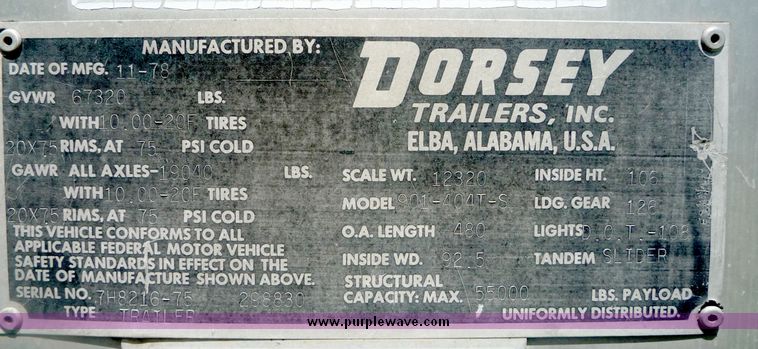 MANUFACTURED BY:
DORSEY
TRAILERS, INC.
ELBA, ALABAMA, U.S.A.
DATE OF MFG. 11-78
GVWR 67320 LBS.
WITH 10.00-20F TIRES
20X75 RIMS, AT 75 PSI COLD
GAWR ALL AXLES-19040 LBS.
WITH 10.00-20F TIRES
20X75 RIMS, AT 75 PSI COLD
THIS VEHICLE CONFORMS TO ALL
APPLICABLE FEDERAL MOTOR VEHICLE
SAFETY STANDARDS IN EFFECT ON THE
DATE OF MANUFACTURE SHOWN ABOVE.
SERIAL NO. 7H8216-75 298830
TYPE TRAILER
SCALE WT. 12320 INSIDE HT. 106
MODEL 901-404T-S LDG. GEAR 128
O.A. LENGTH 480 LIGHTS D.O.T.-108
INSIDE WD. 92.5 TANDEM SLIDER
STRUCTURAL
CAPACITY: MAX. 55000 LBS. PAYLOAD
UNIFORMLY DISTRIBUTED.
www.purplewave.com